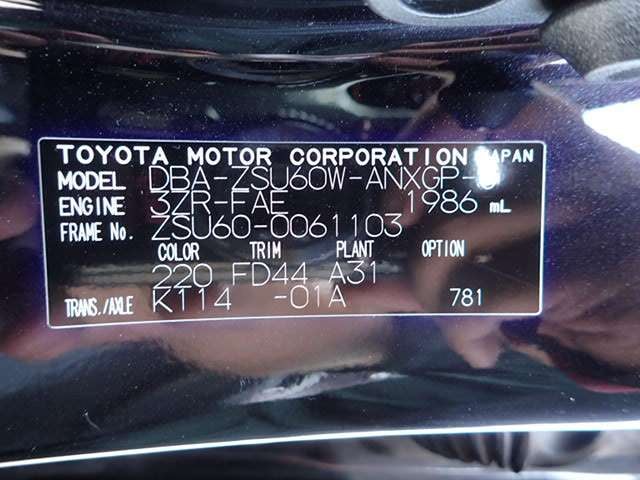 TOYOTA MOTOR CORPORATION JAPAN
MODEL DBA-ZSU60W-ANXGP
ENGINE 3ZR-FAE 1986 mL
FRAME No. ZSU60-0061103
COLOR TRIM PLANT OPTION
220 FD44 A31
TRANS./AXLE K114 -01A 781